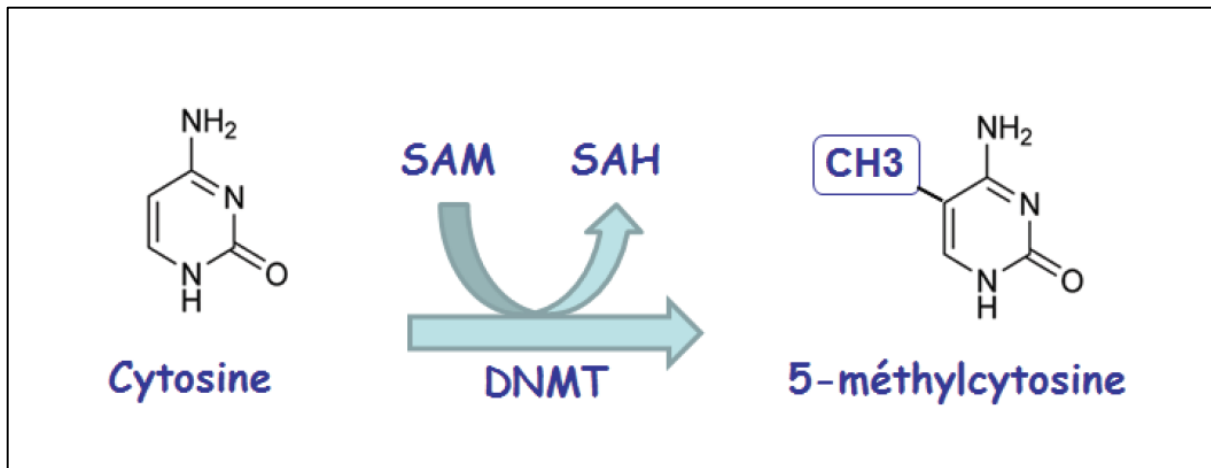 NH2
N
N
H
O
Cytosine
SAM SAH
DNMT
CH3
NH2
N
N
H
O
5-méthylcytosine